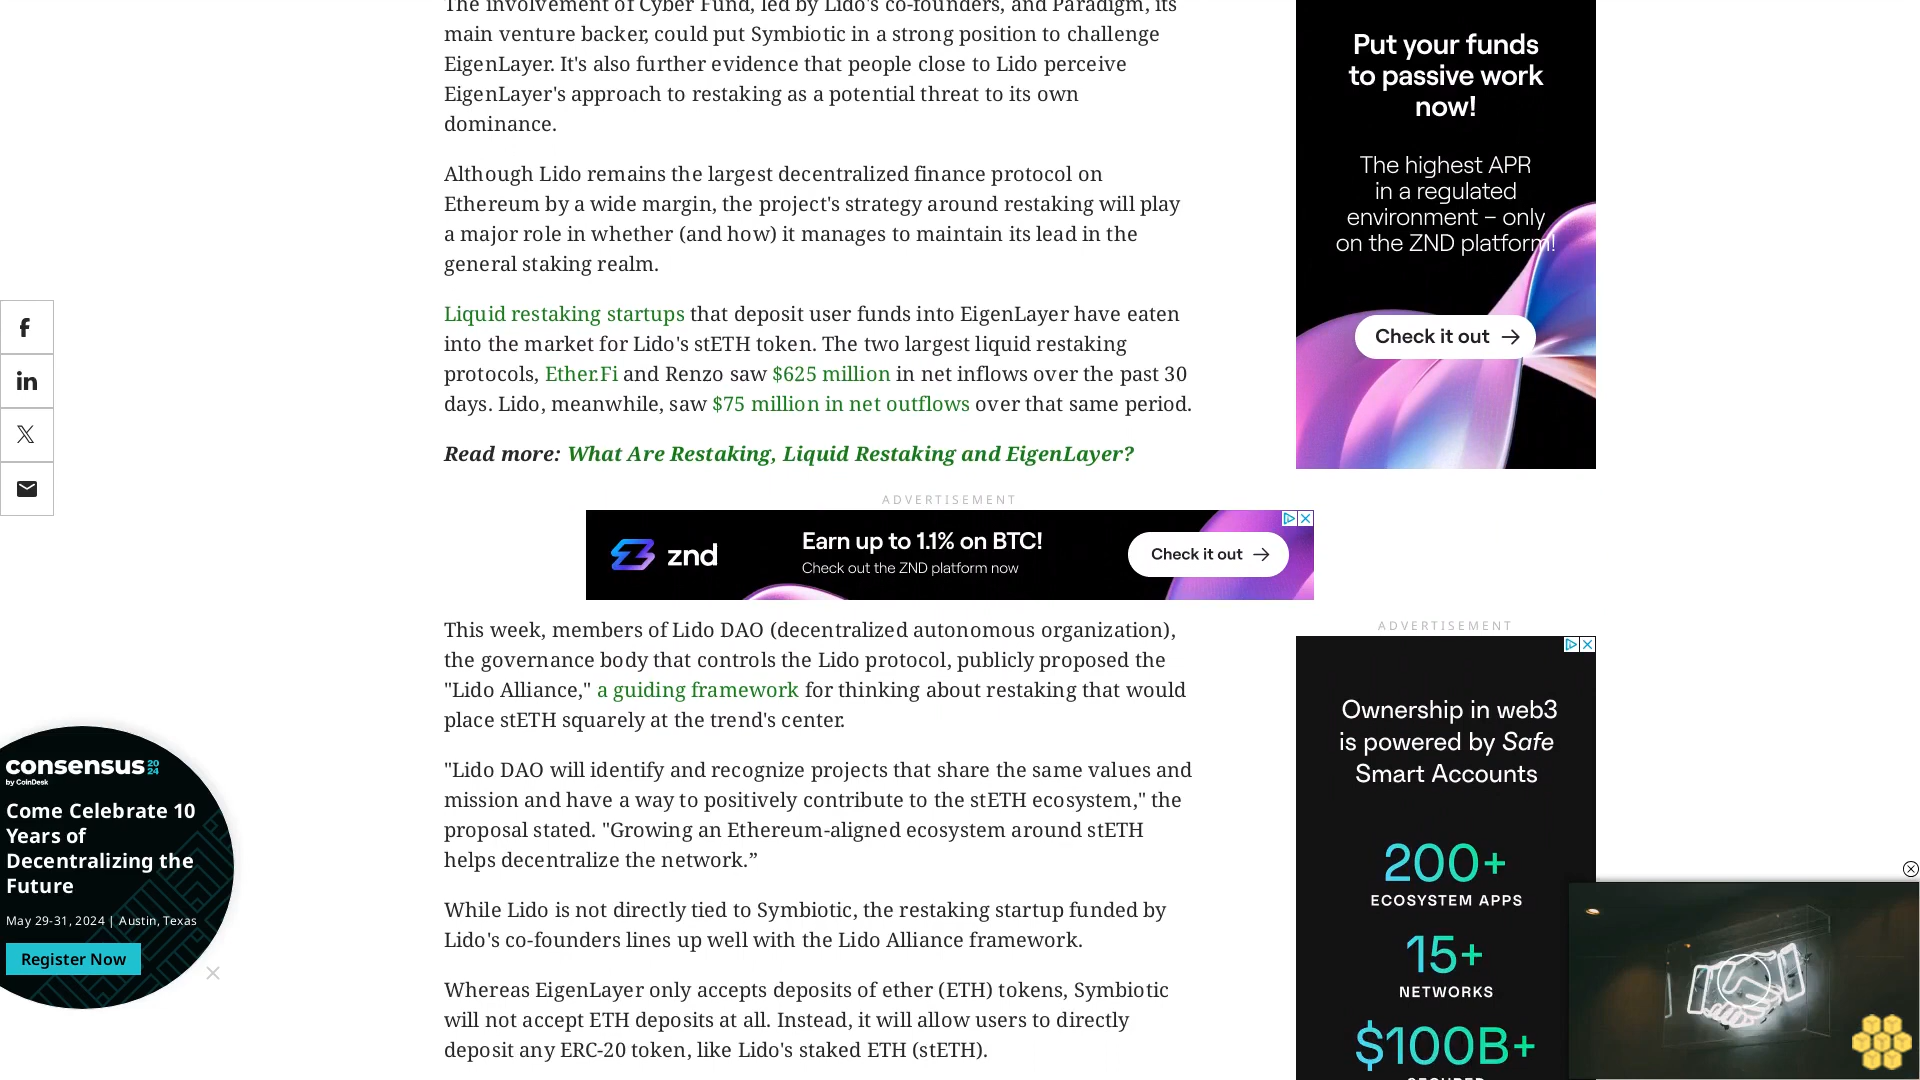 The involvement of Cyber Fund, led by Lido's co-founders, and Paradigm, its
main venture backer, could put Symbiotic in a strong position to challenge
EigenLayer. It's also further evidence that people close to Lido perceive
EigenLayer's approach to restaking as a potential threat to its own
dominance.
Although Lido remains the largest decentralized finance protocol on
Ethereum by a wide margin, the project's strategy around restaking will play
a major role in whether (and how) it manages to maintain its lead in the
general staking realm.
Liquid restaking startups that deposit user funds into EigenLayer have eaten
into the market for Lido's stETH token. The two largest liquid restaking
protocols, Ether.Fi and Renzo saw $625 million in net inflows over the past 30
days. Lido, meanwhile, saw $75 million in net outflows over that same period.
Read more: What Are Restaking, Liquid Restaking and EigenLayer?
ADVERTISEMENT
znd
Earn up to 1.1% on BTC!
Check out the ZND platform now
Check it out →
This week, members of Lido DAO (decentralized autonomous organization),
the governance body that controls the Lido protocol, publicly proposed the
"Lido Alliance," a guiding framework for thinking about restaking that would
place stETH squarely at the trend's center.
"Lido DAO will identify and recognize projects that share the same values and
mission and have a way to positively contribute to the stETH ecosystem," the
proposal stated. "Growing an Ethereum-aligned ecosystem around stETH
helps decentralize the network.”
While Lido is not directly tied to Symbiotic, the restaking startup funded by
Lido's co-founders lines up well with the Lido Alliance framework.
Whereas EigenLayer only accepts deposits of ether (ETH) tokens, Symbiotic
will not accept ETH deposits at all. Instead, it will allow users to directly
deposit any ERC-20 token, like Lido's staked ETH (stETH).
Put your funds
to passive work
now!
The highest APR
in a regulated
environment – only
on the ZND platform!
Check it out →
ADVERTISEMENT
Ownership in web3
is powered by Safe
Smart Accounts
200+
ECOSYSTEM APPS
15+
NETWORKS
$100B+
SECURED
consensus 2024
by CoinDesk
Come Celebrate 10
Years of
Decentralizing the
Future
May 29-31, 2024 | Austin, Texas
Register Now